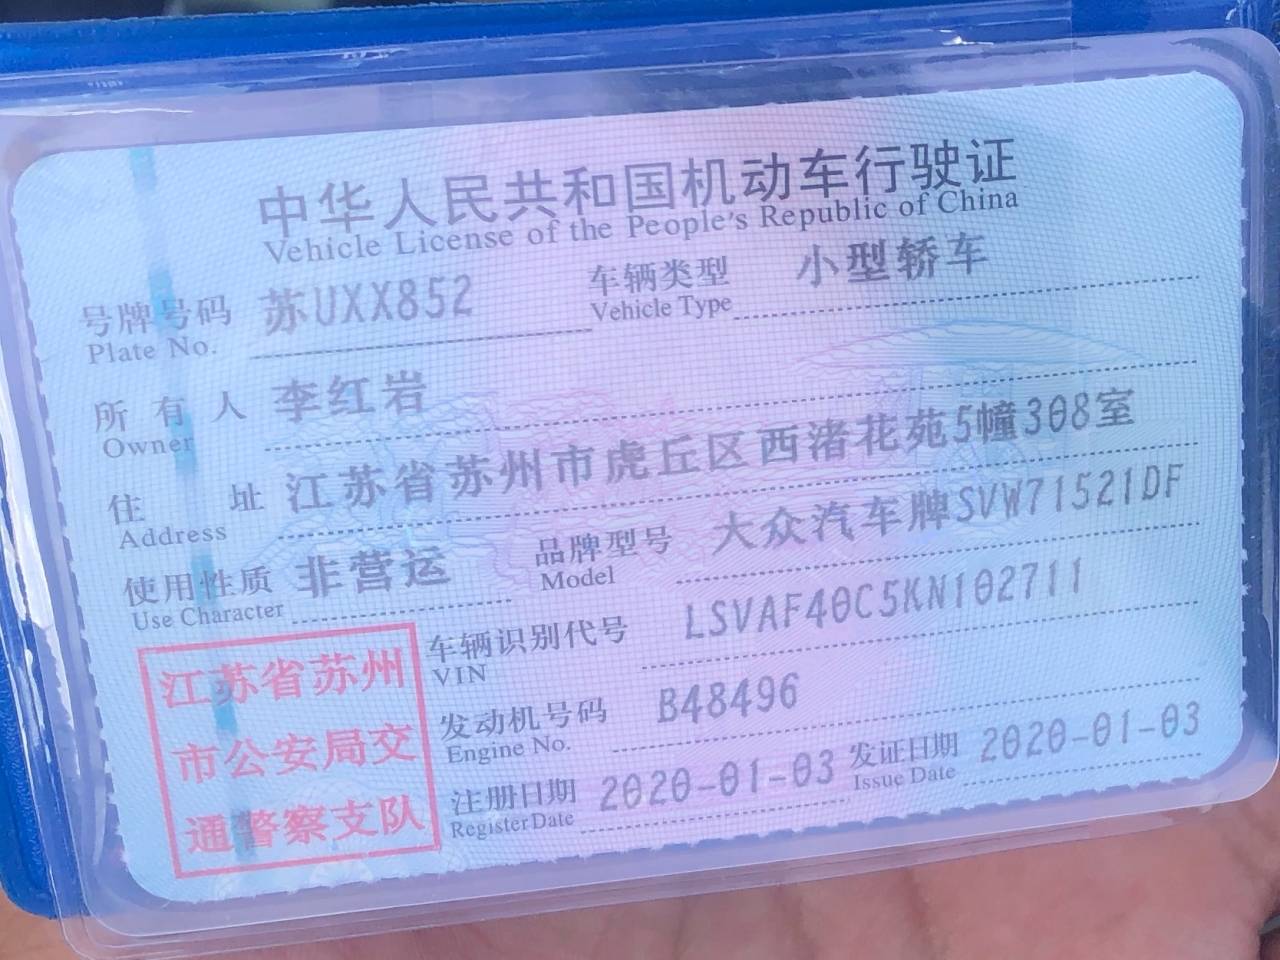 中华人民共和国机动车行驶证
Vehicle License of the People's Republic of China
号牌号码 苏UXX852 车辆类型 小型轿车
Plate No. Vehicle Type
所有人 李红岩
Owner
住址 江苏省苏州市虎丘区西渚花苑5幢308室
Address
使用性质 非营运 品牌型号 大众汽车牌SVW71521DF
Use Character Model
车辆识别代号 LSVAF40C5KN102711
VIN
发动机号码 B48496
Engine No.
注册日期 2020-01-03 发证日期 2020-01-03
Register Date Issue Date
江苏省苏州
市公安局交
通警察支队